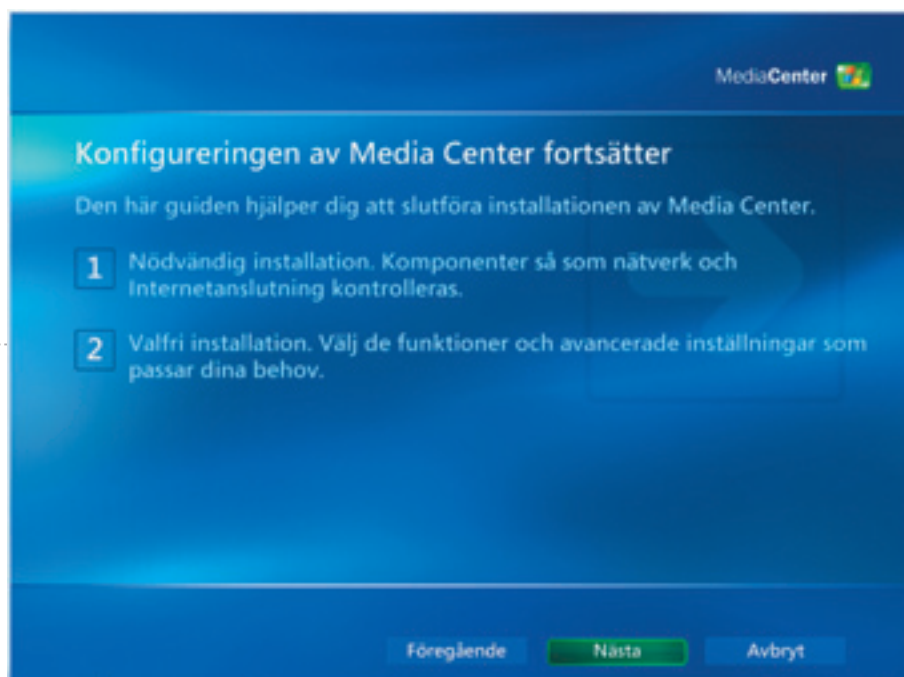 MediaCenter
Konfigureringen av Media Center fortsätter
Den här guiden hjälper dig att slutföra installationen av Media Center.
1 Nödvändig installation. Komponenter så som nätverk och
Internetanslutning kontrolleras.
2 Valfri installation. Välj de funktioner och avancerade inställningar som
passar dina behov.
Föregående Nästa Avbryt